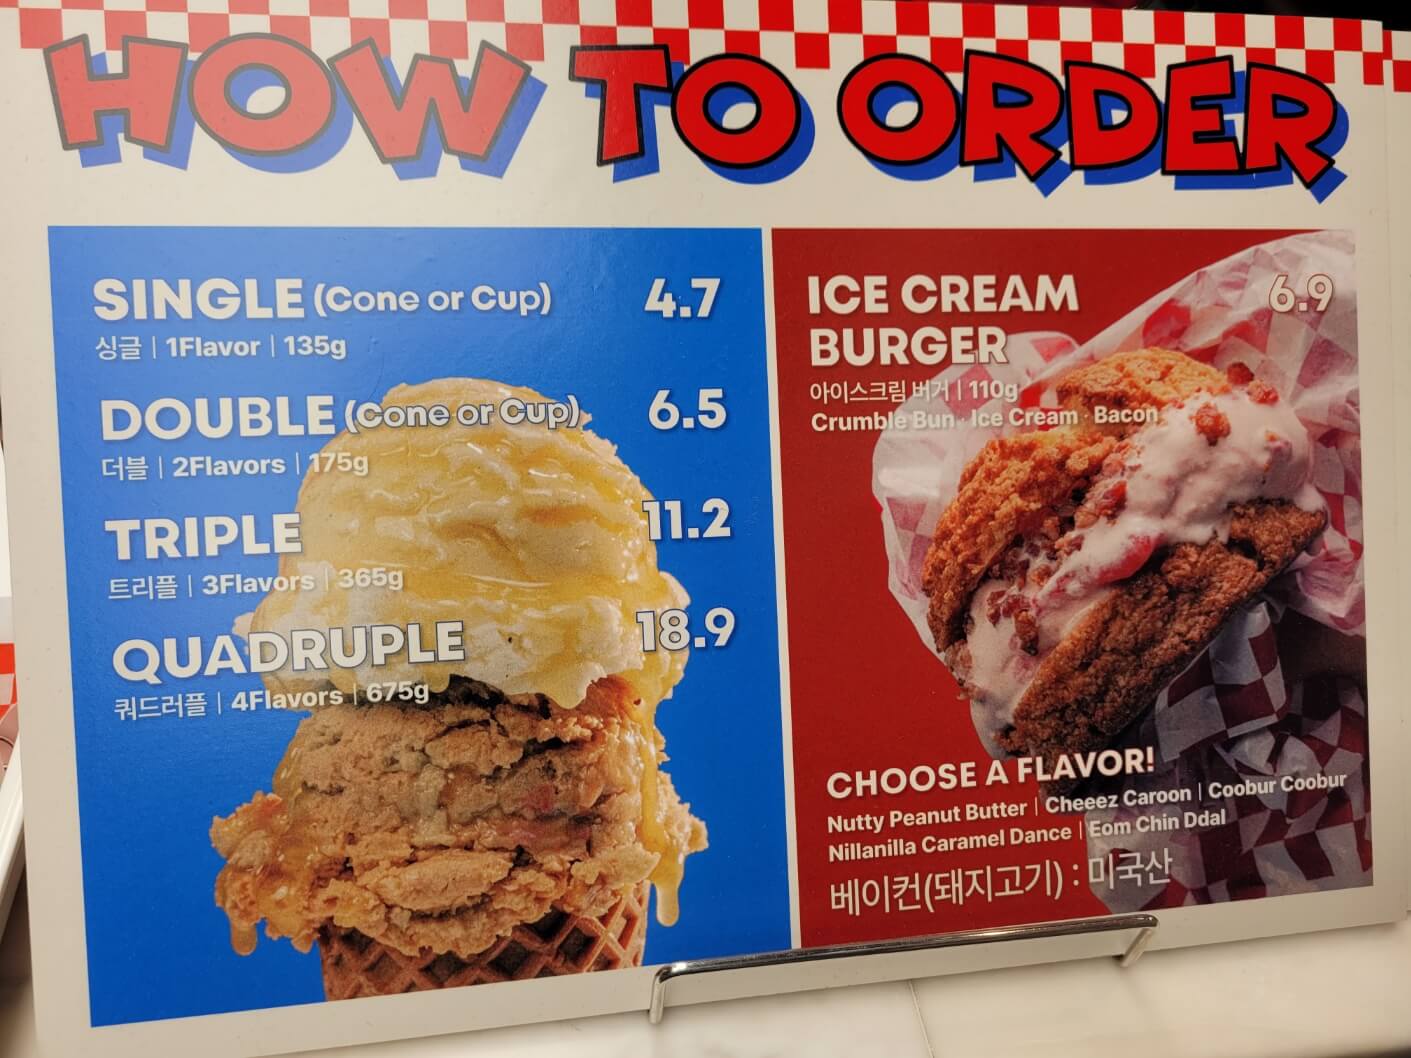 HOW TO ORDER
SINGLE (Cone or Cup) 4.7
싱글 | 1Flavor | 135g
DOUBLE (Cone or Cup) 6.5
더블 | 2Flavors | 175g
TRIPLE 11.2
트리플 | 3Flavors | 365g
QUADRUPLE 18.9
쿼드러플 | 4Flavors | 675g
ICE CREAM 6.9
BURGER
아이스크림 버거 | 110g
Crumble Bun · Ice Cream · Bacon
CHOOSE A FLAVOR!
Nutty Peanut Butter | Cheeez Caroon | Coobur Coobur
Nillanilla Caramel Dance | Eom Chin Ddal
베이컨(돼지고기) : 미국산